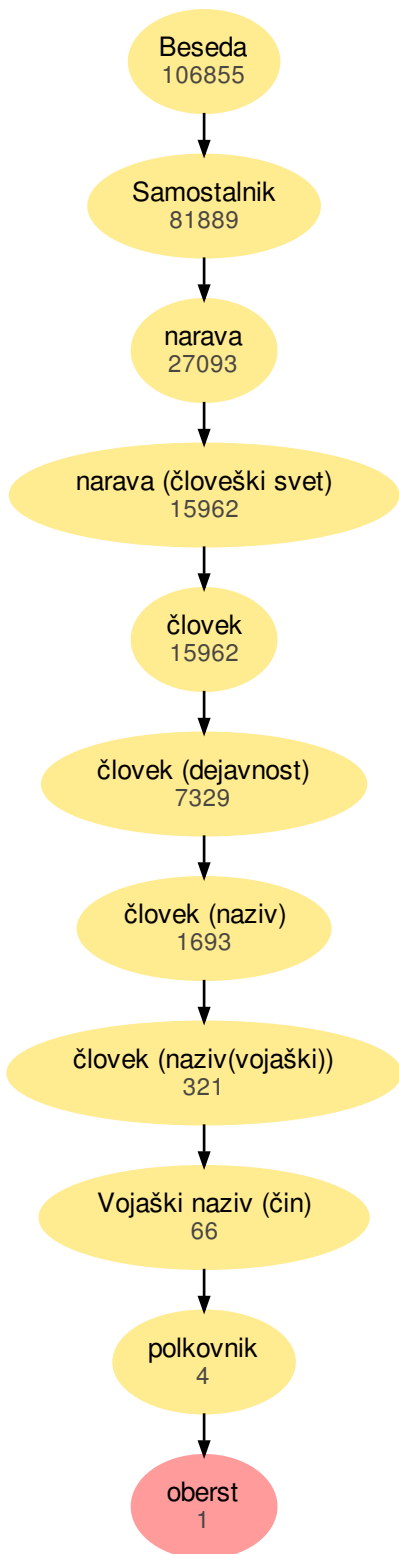 Beseda
106855
Samostalnik
81889
narava
27093
narava (človeški svet)
15962
človek
15962
človek (dejavnost)
7329
človek (naziv)
1693
človek (naziv(vojaški))
321
Vojaški naziv (čin)
66
polkovnik
4
oberst
1